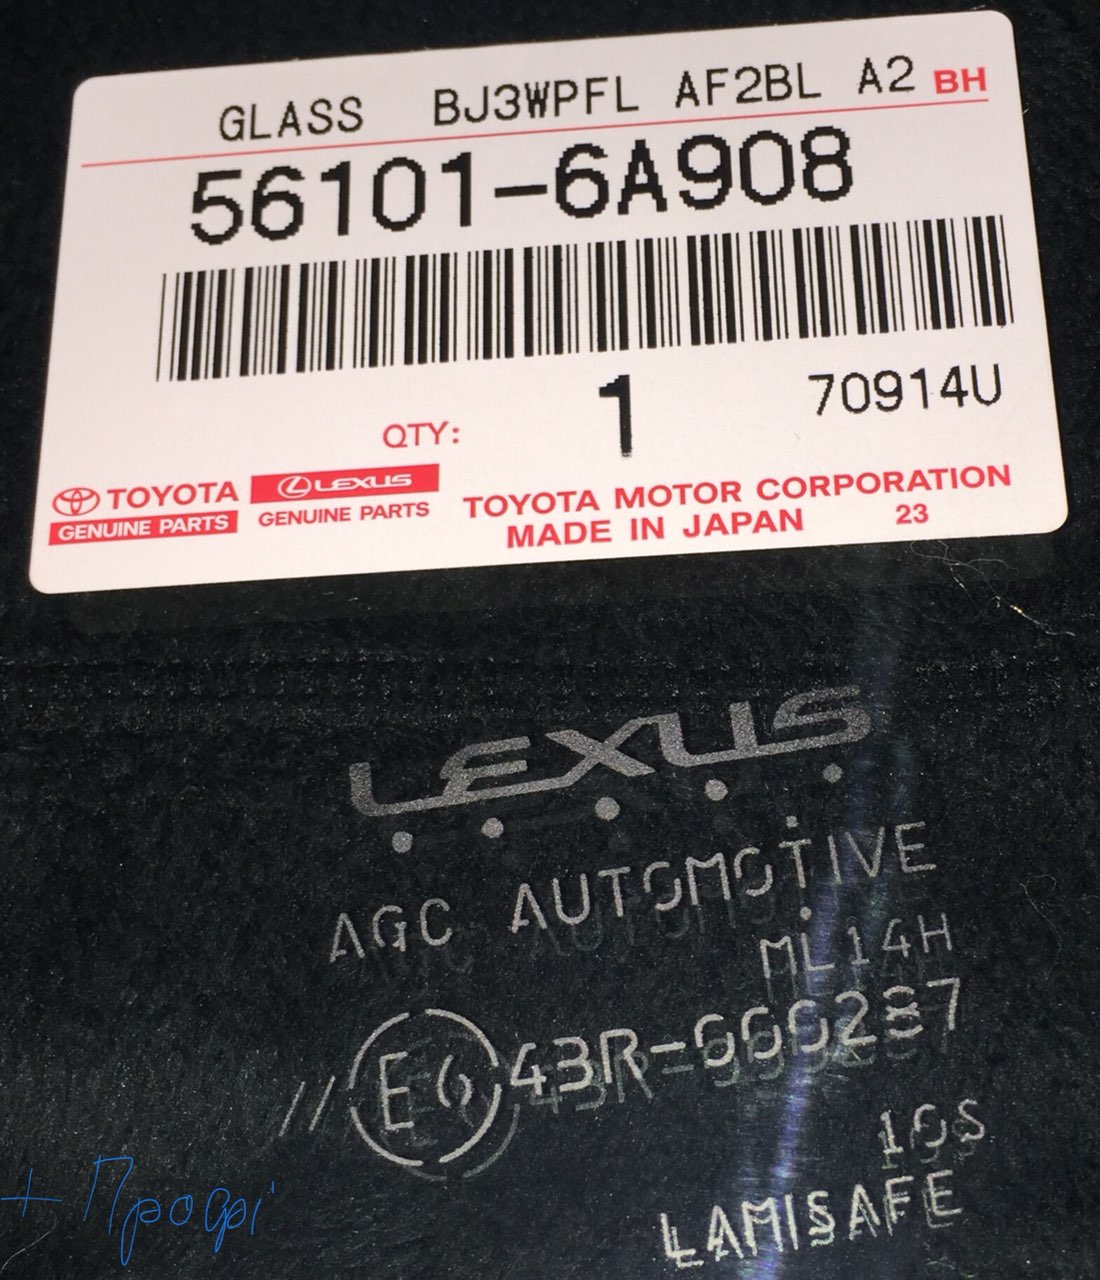 GLASS BJ3WPFL AF2BL A2 BH
56101-6A908
QTY: 1 70914U
TOYOTA GENUINE PARTS
LEXUS GENUINE PARTS
TOYOTA MOTOR CORPORATION
MADE IN JAPAN 23
LEXUS
AGC AUTOMOTIVE
ML14H
// E6 43R-000287
10S
LAMISAFE
+ Профі